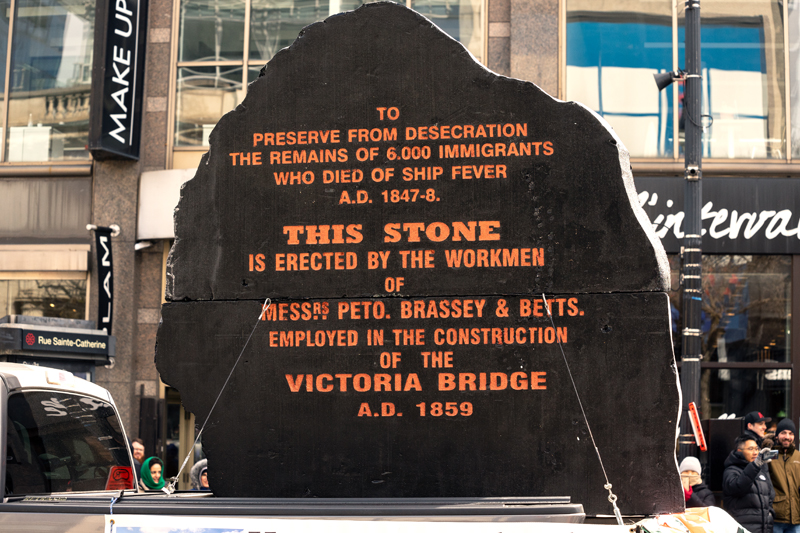 MAKE UP
TO
PRESERVE FROM DESECRATION
THE REMAINS OF 6.000 IMMIGRANTS
WHO DIED OF SHIP FEVER
A.D. 1847-8.
THIS STONE
IS ERECTED BY THE WORKMEN
OF
MESSRS PETO. BRASSEY & BETTS.
EMPLOYED IN THE CONSTRUCTION
OF THE
VICTORIA BRIDGE
A.D. 1859
l'interva
LAM
Rue Sainte-Catherine